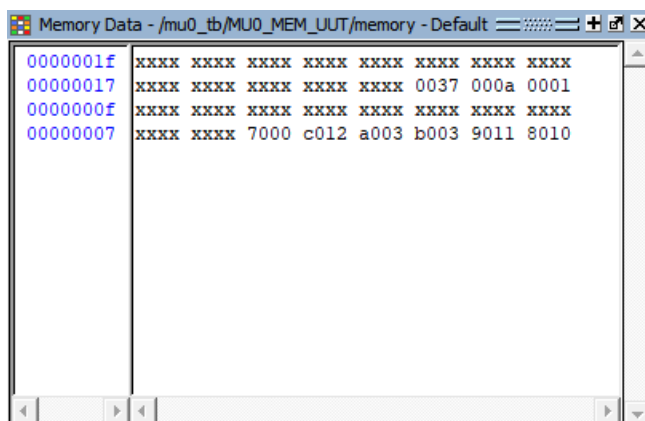 Memory Data - /mu0_tb/MU0_MEM_UUT/memory - Default
0000001f xxxx xxxx xxxx xxxx xxxx xxxx xxxx xxxx
00000017 xxxx xxxx xxxx xxxx xxxx 0037 000a 0001
0000000f xxxx xxxx xxxx xxxx xxxx xxxx xxxx xxxx
00000007 xxxx xxxx 7000 c012 a003 b003 9011 8010